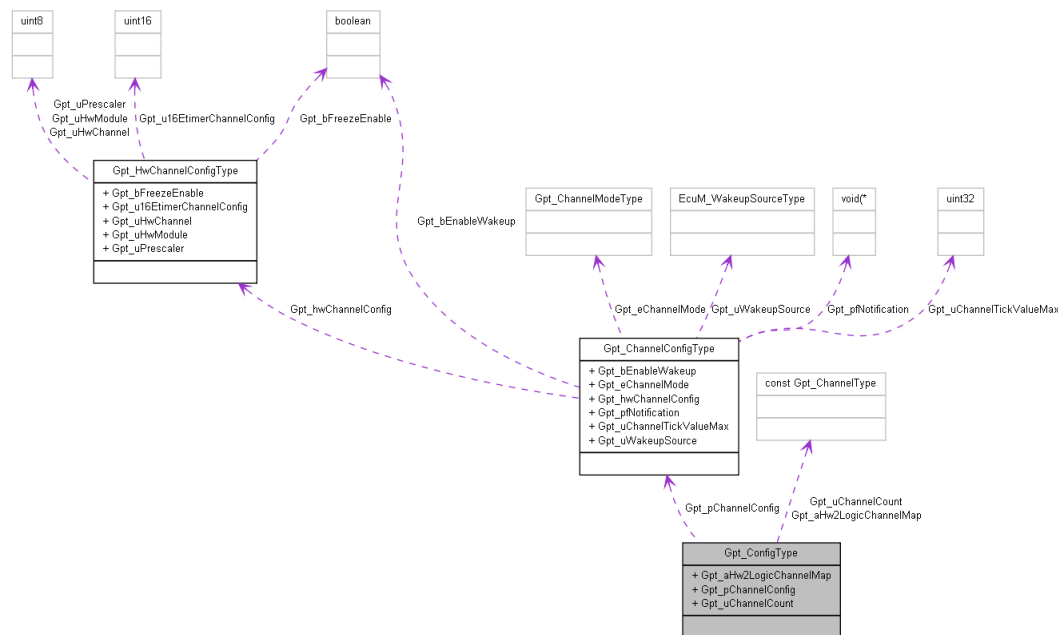 uint8
uint16
boolean
Gpt_uPrescaler
Gpt_uHwModule
Gpt_uHwChannel
Gpt_u16EtimerChannelConfig
Gpt_bFreezeEnable
Gpt_HwChannelConfigType
+ Gpt_bFreezeEnable
+ Gpt_u16EtimerChannelConfig
+ Gpt_uHwChannel
+ Gpt_uHwModule
+ Gpt_uPrescaler
Gpt_bEnableWakeup
Gpt_ChannelModeType
EcuM_WakeupSourceType
void(*
uint32
Gpt_hwChannelConfig
Gpt_eChannelMode
Gpt_uWakeupSource
Gpt_pfNotification
Gpt_uChannelTickValueMax
Gpt_ChannelConfigType
+ Gpt_bEnableWakeup
+ Gpt_eChannelMode
+ Gpt_hwChannelConfig
+ Gpt_pfNotification
+ Gpt_uChannelTickValueMax
+ Gpt_uWakeupSource
const Gpt_ChannelType
Gpt_pChannelConfig
Gpt_uChannelCount
Gpt_aHw2LogicChannelMap
Gpt_ConfigType
+ Gpt_aHw2LogicChannelMap
+ Gpt_pChannelConfig
+ Gpt_uChannelCount